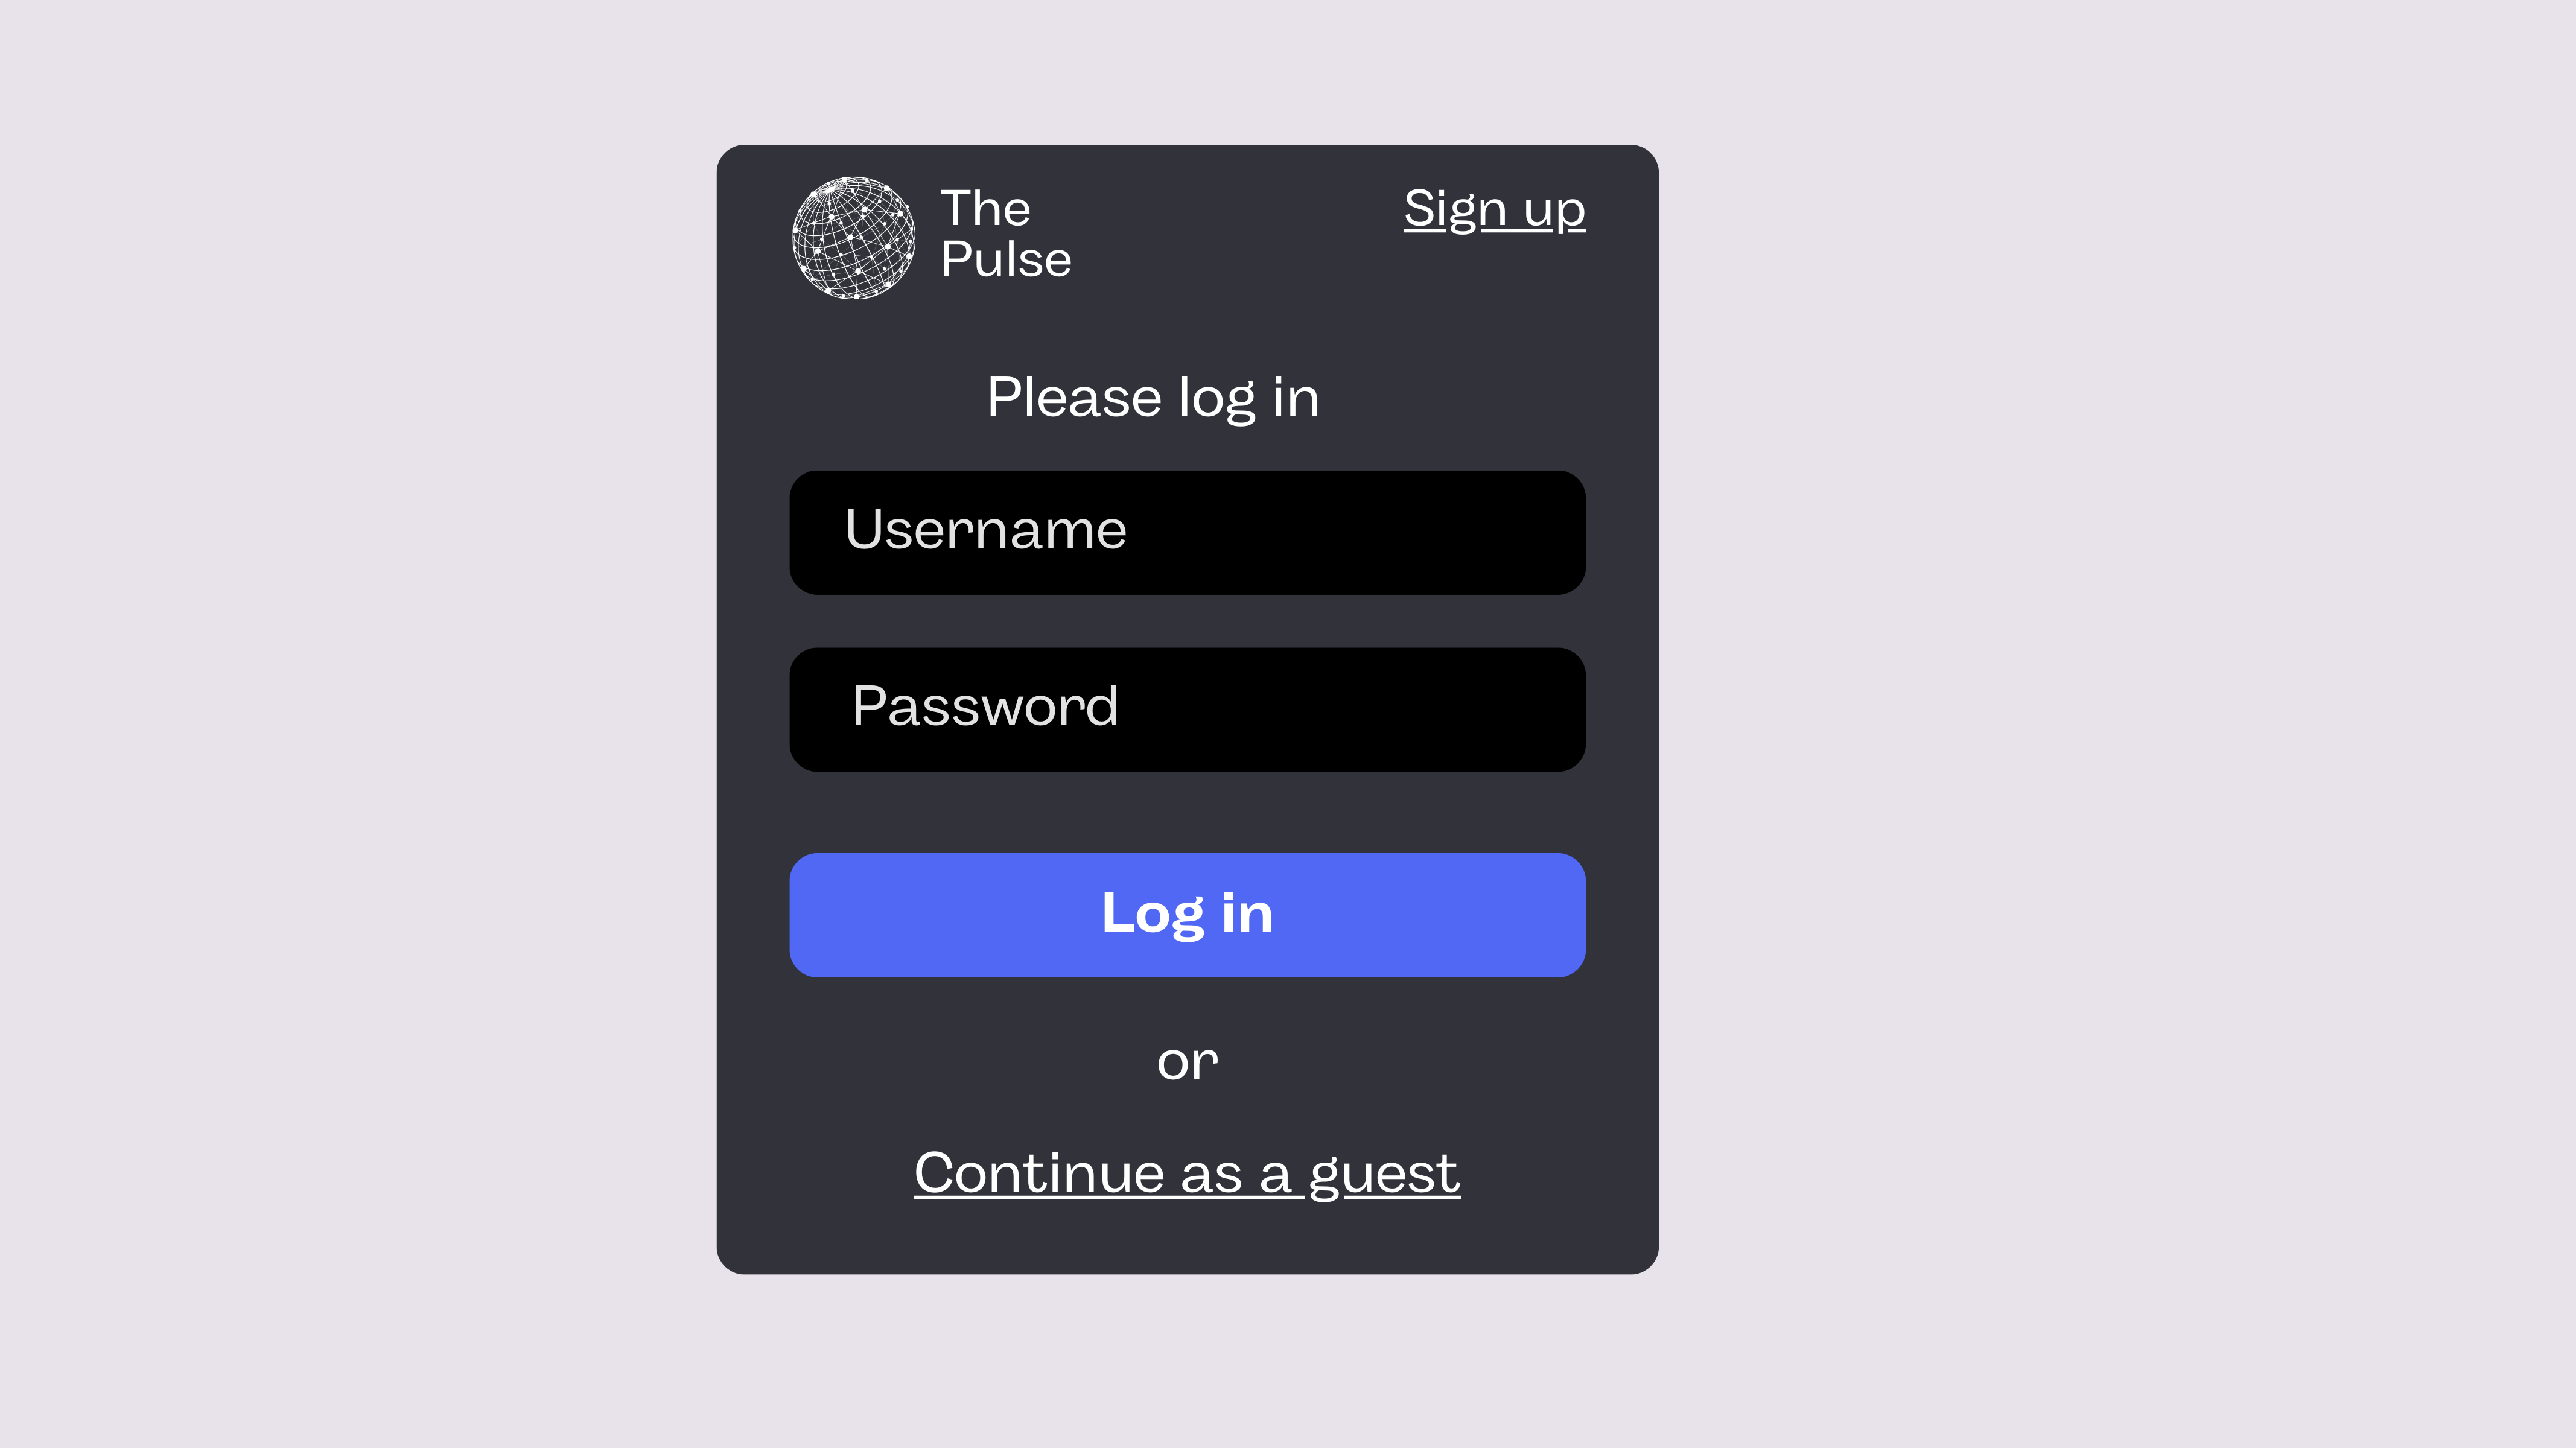 The
Pulse
Sign up
Please log in
Username
Password
Log in
or
Continue as a guest